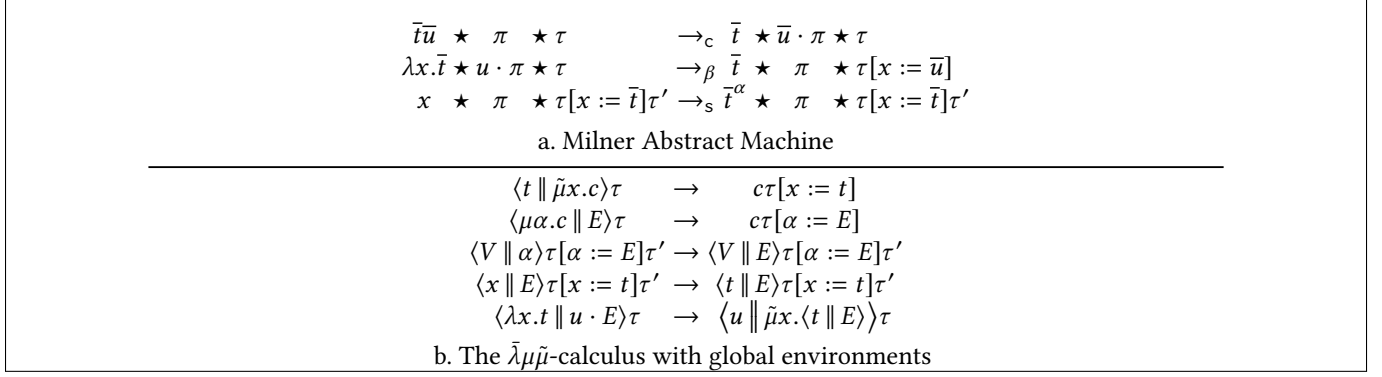 t̅u̅ ★ π ★ τ →c t̅ ★ u̅ · π ★ τ
λx.t̅ ★ u · π ★ τ →β t̅ ★ π ★ τ[x := u̅]
x ★ π ★ τ[x := t̅]τ′ →s t̅^α ★ π ★ τ[x := t̅]τ′
a. Milner Abstract Machine
⟨t ∥ μ̃x.c⟩τ → cτ[x := t]
⟨μα.c ∥ E⟩τ → cτ[α := E]
⟨V ∥ α⟩τ[α := E]τ′ → ⟨V ∥ E⟩τ[α := E]τ′
⟨x ∥ E⟩τ[x := t]τ′ → ⟨t ∥ E⟩τ[x := t]τ′
⟨λx.t ∥ u · E⟩τ → ⟨u ∥ μ̃x.⟨t ∥ E⟩⟩τ
b. The λ̄μμ̃-calculus with global environments